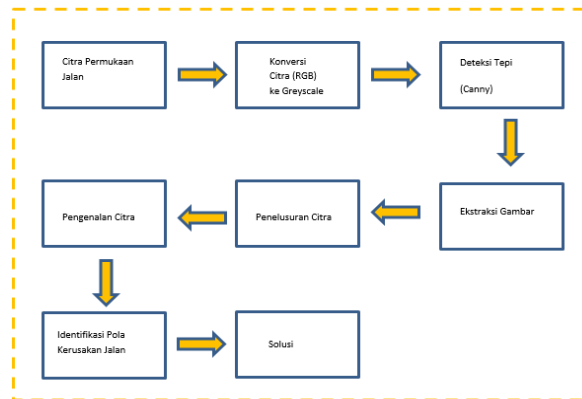 Citra Permukaan
Jalan
Konversi
Citra (RGB)
ke Greyscale
Deteksi Tepi
(Canny)
Ekstraksi Gambar
Penelusuran Citra
Pengenalan Citra
Identifikasi Pola
Kerusakan Jalan
Solusi